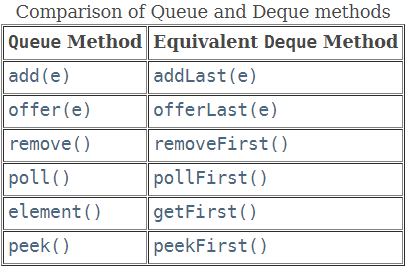 Comparison of Queue and Deque methods
Queue Method Equivalent Deque Method
add(e) addLast(e)
offer(e) offerLast(e)
remove() removeFirst()
poll() pollFirst()
element() getFirst()
peek() peekFirst()